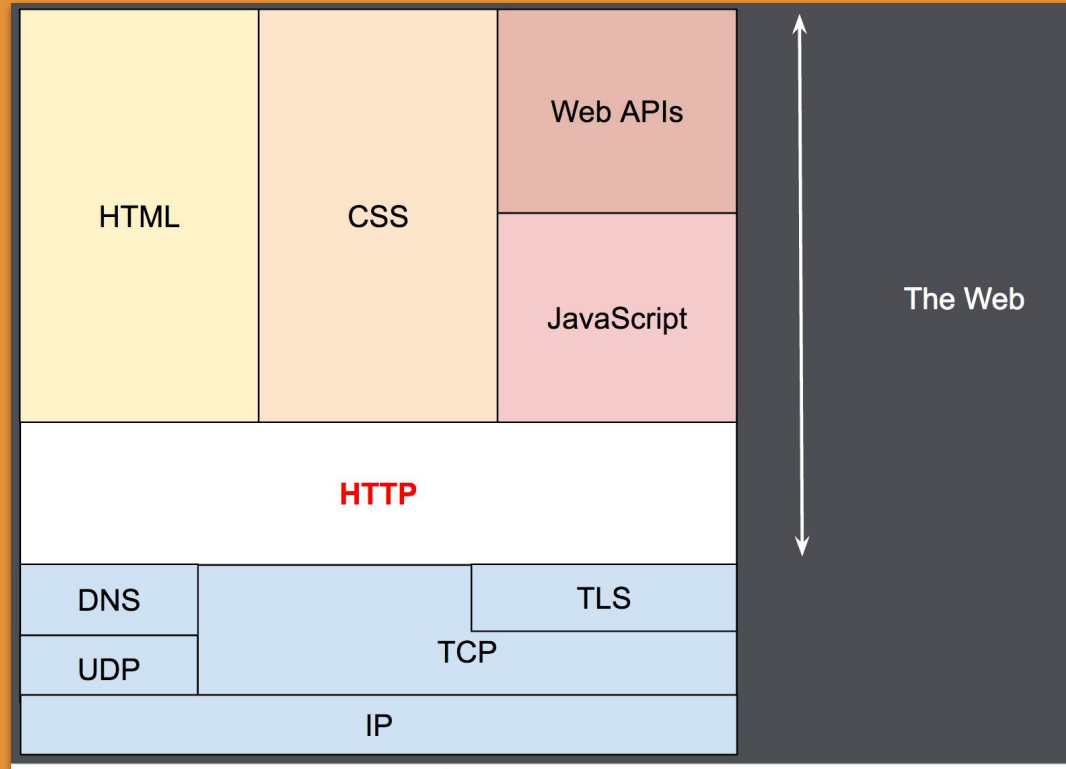 Web APIs
HTML
CSS
JavaScript
The Web
HTTP
DNS
TLS
TCP
UDP
IP